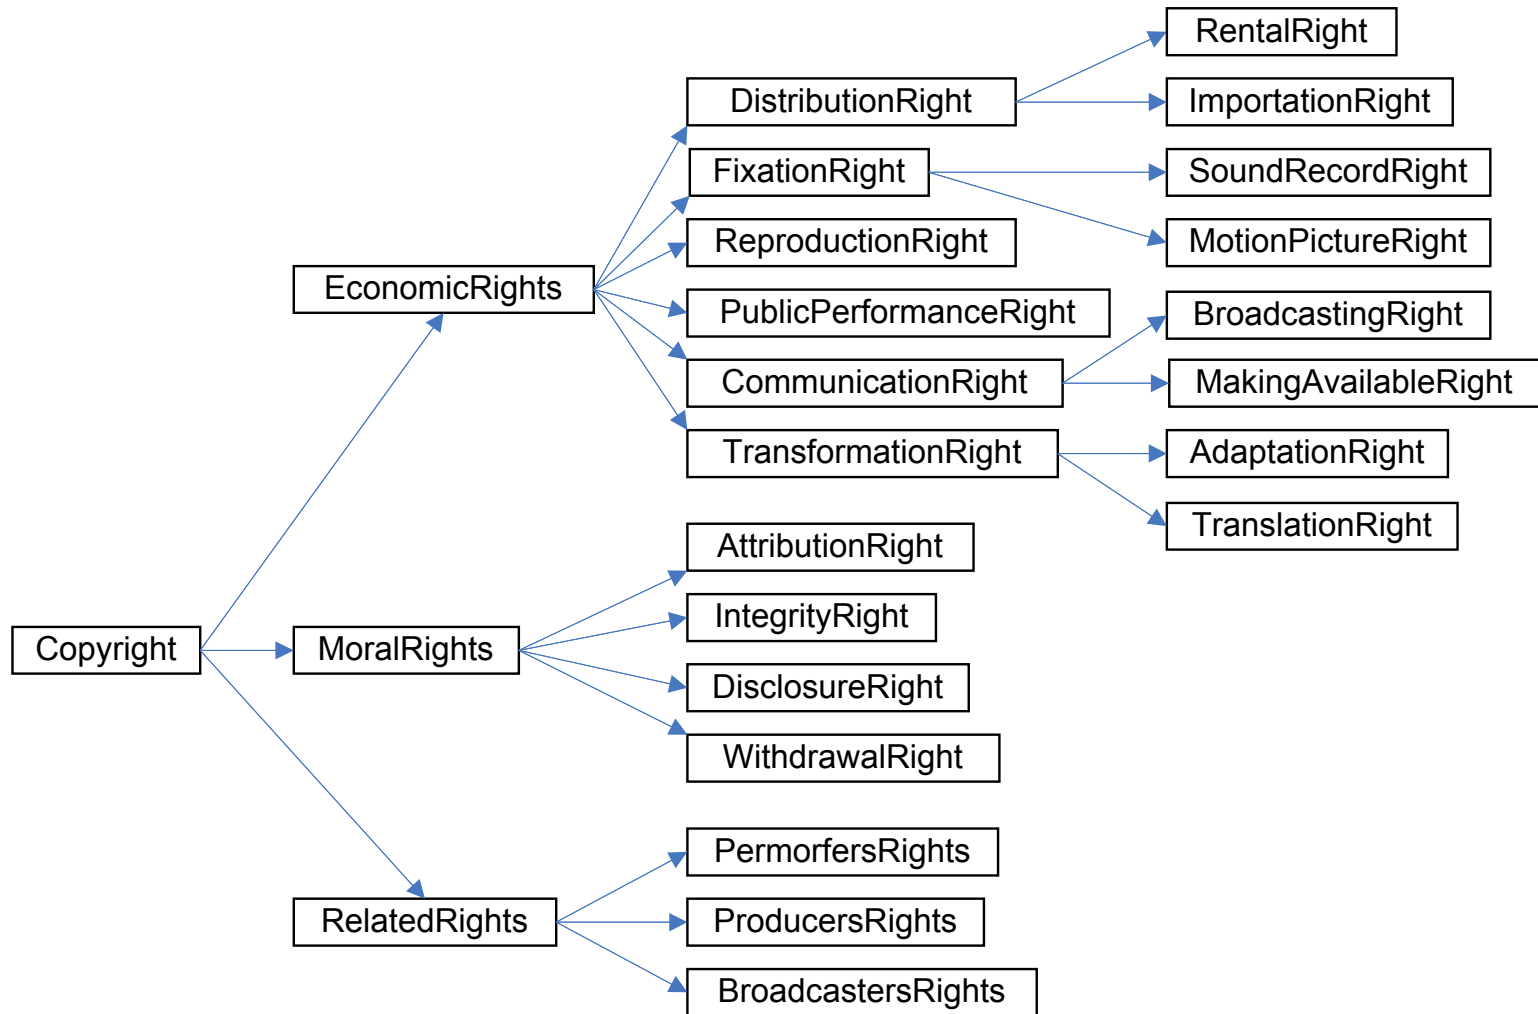 RentalRight
DistributionRight
ImportationRight
FixationRight
SoundRecordRight
ReproductionRight
MotionPictureRight
EconomicRights
PublicPerformanceRight
BroadcastingRight
CommunicationRight
MakingAvailableRight
TransformationRight
AdaptationRight
TranslationRight
AttributionRight
IntegrityRight
Copyright
MoralRights
DisclosureRight
WithdrawalRight
PermorfersRights
RelatedRights
ProducersRights
BroadcastersRights